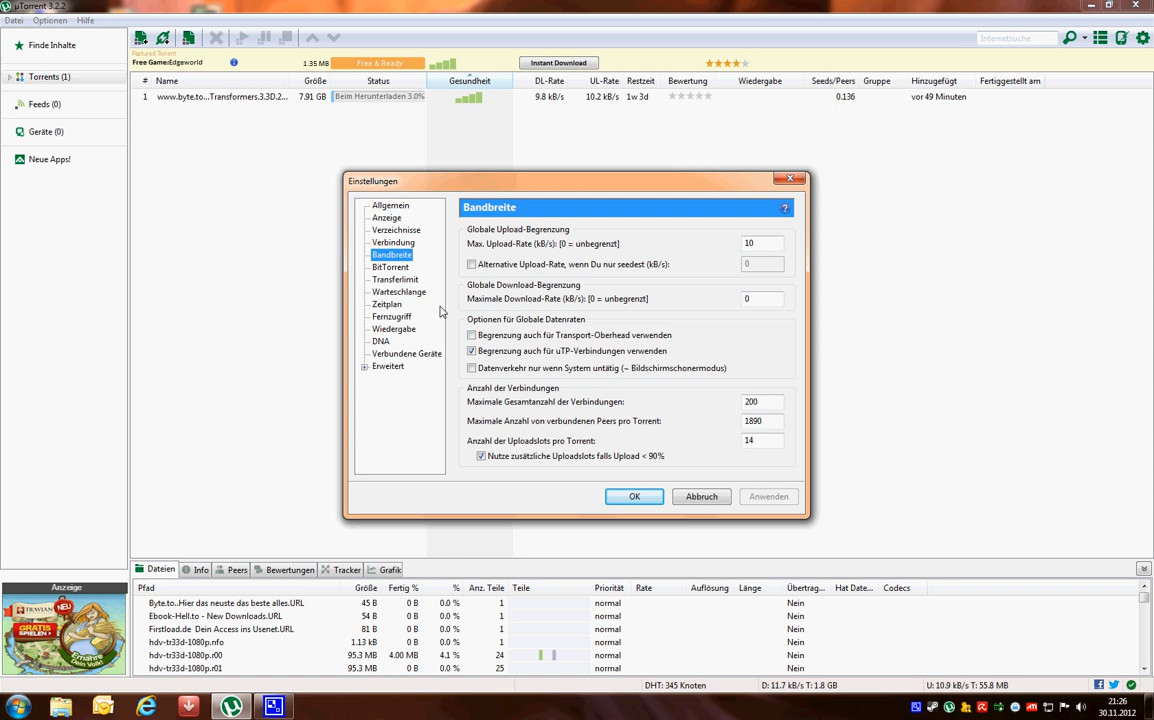 µTorrent 3.2.2
Datei Optionen Hilfe
Finde Inhalte
Torrents (1)
Feeds (0)
Geräte (0)
Neue Apps!
Internetsuche
Featured Torrent
Free Game:Edgeworld 1.35 MB Free & Ready Instant Download
# Name Größe Status Gesundheit DL-Rate UL-Rate Restzeit Bewertung Wiedergabe Seeds/Peers Gruppe Hinzugefügt Fertiggestellt am
1 www.byte.to...Transformers.3.3D.2... 7.91 GB Beim Herunterladen 3.0% 9.8 kB/s 10.2 kB/s 1w 3d 0.136 vor 49 Minuten
Einstellungen
Allgemein
Anzeige
Verzeichnisse
Verbindung
Bandbreite
BitTorrent
Transferlimit
Warteschlange
Zeitplan
Fernzugriff
Wiedergabe
DNA
Verbundene Geräte
Erweitert
Bandbreite
Globale Upload-Begrenzung
Max. Upload-Rate (kB/s): [0 = unbegrenzt] 10
Alternative Upload-Rate, wenn Du nur seedest (kB/s): 0
Globale Download-Begrenzung
Maximale Download-Rate (kB/s): [0 = unbegrenzt] 0
Optionen für Globale Datenraten
Begrenzung auch für Transport-Oberhead verwenden
Begrenzung auch für uTP-Verbindungen verwenden
Datenverkehr nur wenn System untätig (~ Bildschirmschonermodus)
Anzahl der Verbindungen
Maximale Gesamtanzahl der Verbindungen: 200
Maximale Anzahl von verbundenen Peers pro Torrent: 1890
Anzahl der Uploadslots pro Torrent: 14
Nutze zusätzliche Uploadslots falls Upload < 90%
OK Abbruch Anwenden
Dateien Info Peers Bewertungen Tracker Grafik
Pfad Größe Fertig % % Anz. Teile Teile Priorität Rate Auflösung Länge Übertrag... Hat Date... Codecs
Byte.to..Hier das neuste das beste alles.URL 45 B 0 B 0.0 % 1 normal Nein Nein
Ebook-Hell.to - New Downloads.URL 54 B 0 B 0.0 % 1 normal Nein Nein
Firstload.de Dein Access ins Usenet.URL 81 B 0 B 0.0 % 1 normal Nein Nein
hdv-tr33d-1080p.nfo 1.13 kB 0 B 0.0 % 1 normal Nein Nein
hdv-tr33d-1080p.r00 95.3 MB 4.00 MB 4.1 % 24 normal Nein Nein
hdv-tr33d-1080p.r01 95.3 MB 0 B 0.0 % 25 normal Nein Nein
Anzeige
TRAVIAN
NEU
GRATIS
SPIELEN
Ernähre
Dein Volk!
DHT: 345 Knoten D: 11.7 kB/s T: 1.8 GB U: 10.9 kB/s T: 55.8 MB
21:26
30.11.2012